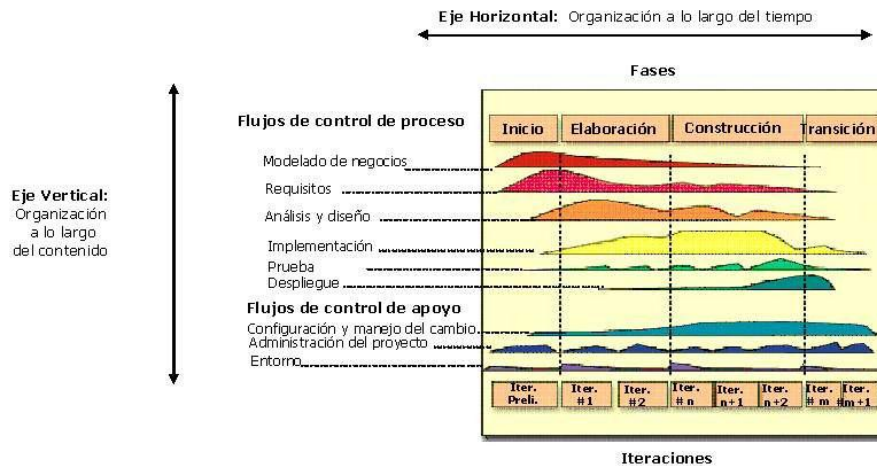 Eje Horizontal: Organización a lo largo del tiempo
Fases
Flujos de control de proceso
Inicio Elaboración Construcción Transición
Modelado de negocios
Requisitos
Análisis y diseño
Eje Vertical:
Organización
a lo largo
del contenido
Implementación
Prueba
Despliegue
Flujos de control de apoyo
Configuración y manejo del cambio
Administración del proyecto
Entorno
Iter.
Preli.
Iter.
#1
Iter.
#2
Iter.
# n
Iter.
n+1
Iter.
n+2
Iter.
# m
Iter.
#m+1
Iteraciones